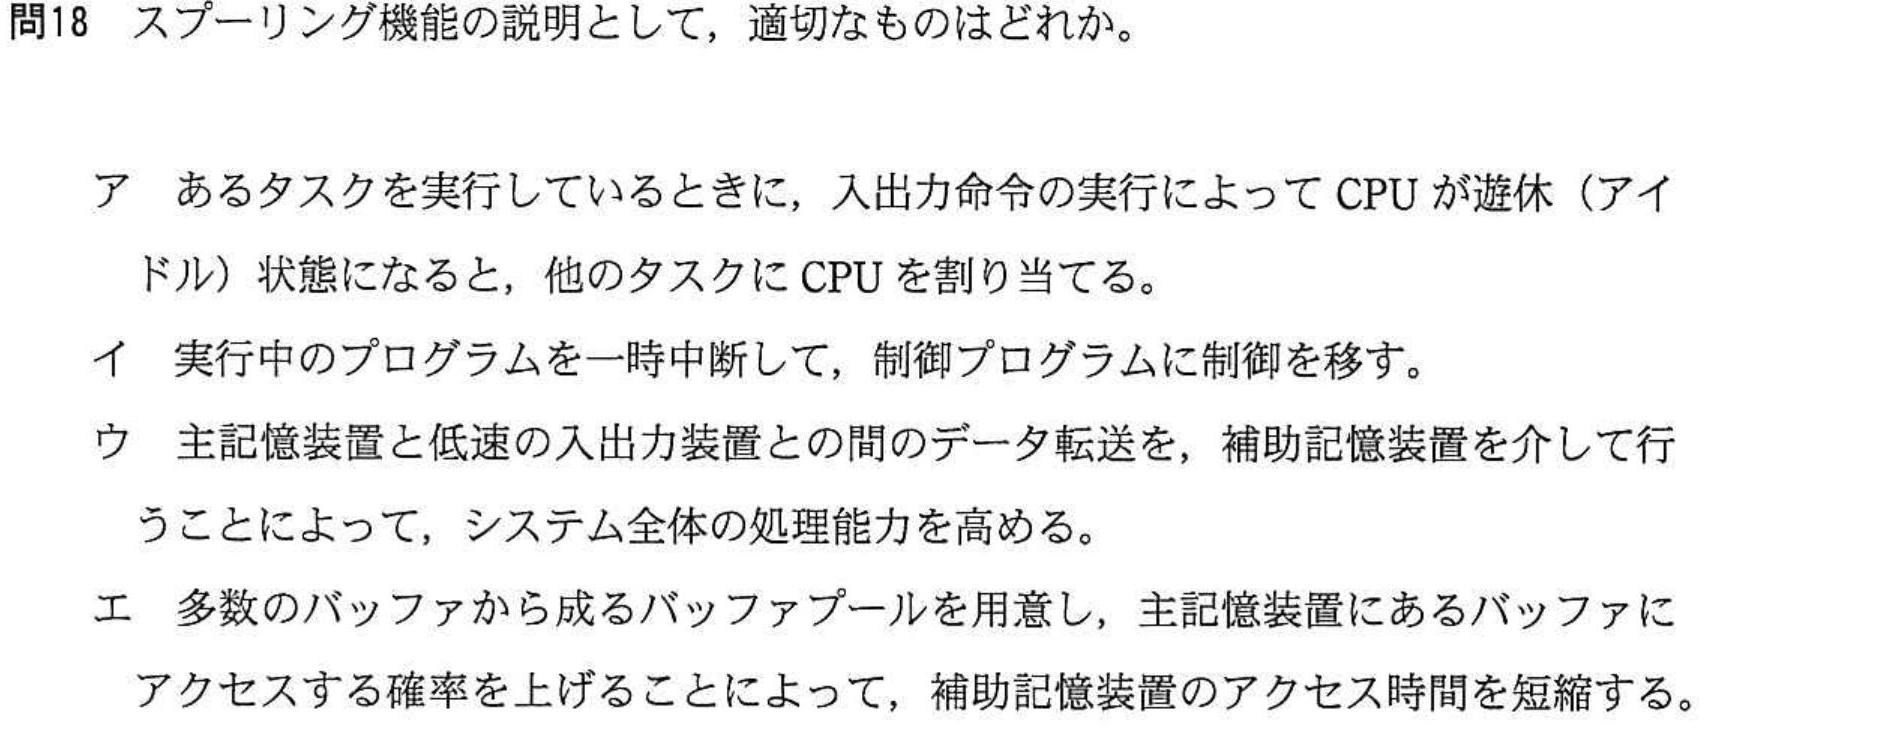 問18 スプーリング機能の説明として，適切なものはどれか。
ア あるタスクを実行しているときに，入出力命令の実行によって CPU が遊休（アイ
ドル）状態になると，他のタスクに CPU を割り当てる。
イ 実行中のプログラムを一時中断して，制御プログラムに制御を移す。
ウ 主記憶装置と低速の入出力装置との間のデータ転送を，補助記憶装置を介して行
うことによって，システム全体の処理能力を高める。
エ 多数のバッファから成るバッファプールを用意し，主記憶装置にあるバッファに
アクセスする確率を上げることによって，補助記憶装置のアクセス時間を短縮する。